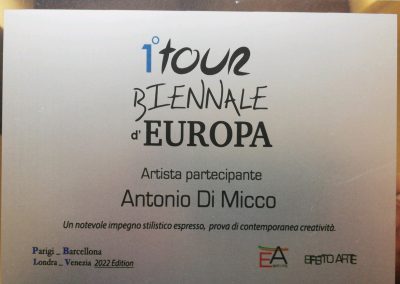 1° TOUR
BIENNALE
d'EUROPA
Artista partecipante
Antonio Di Micco
Un notevole impegno stilistico espresso, prova di contemporanea creatività.
Parigi _ Barcellona
Londra _ Venezia 2022 Edition
EA
EFFETTO ARTE